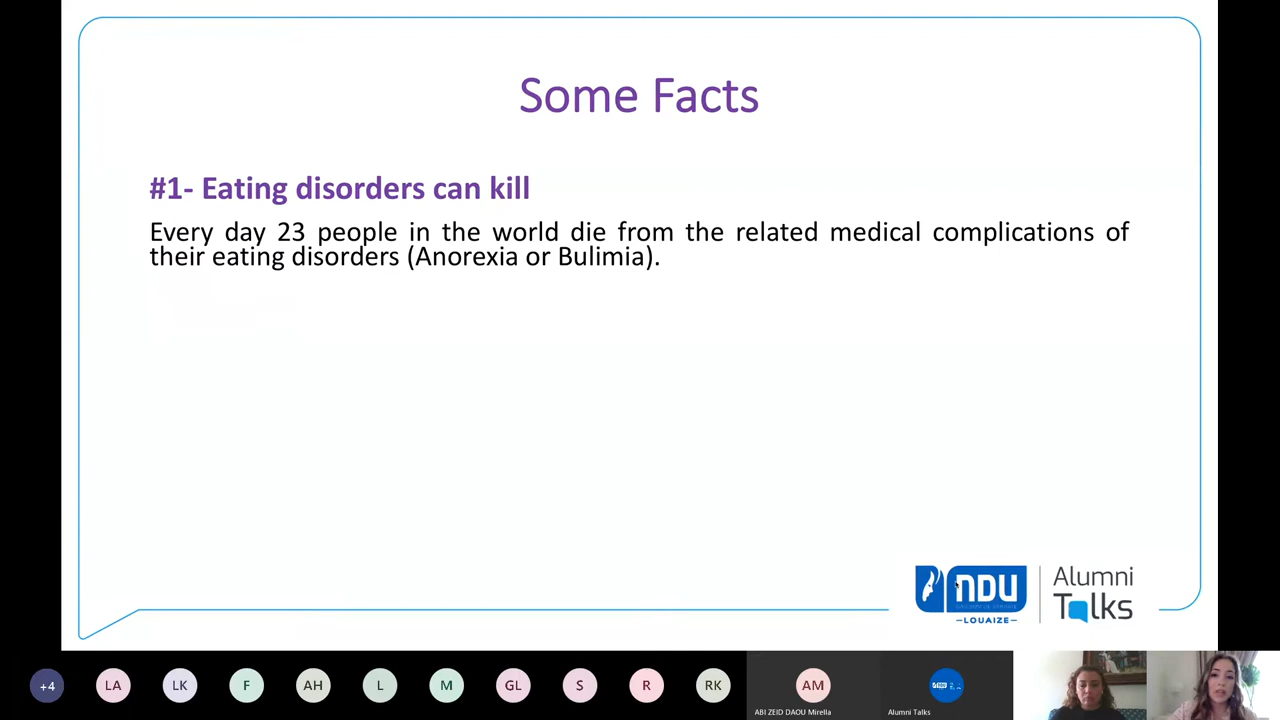 Some Facts
#1- Eating disorders can kill
Every day 23 people in the world die from the related medical complications of
their eating disorders (Anorexia or Bulimia).
NDU
LOUAIZE
Alumni
Talks
+4
LA
LK
F
AH
L
M
GL
S
R
RK
AM
ABI ZEID DAOU Mirella
Alumni Talks